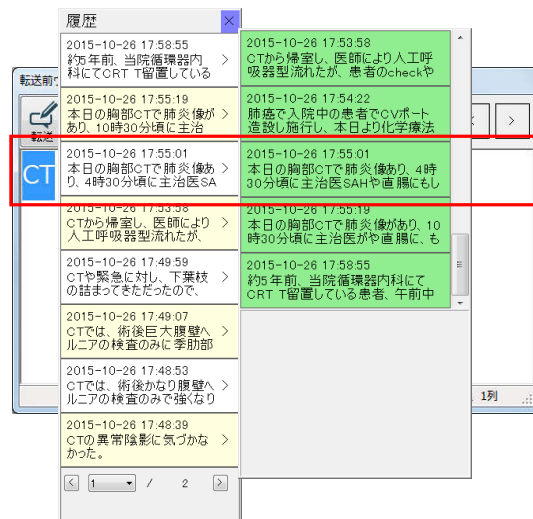 履歴
×
2015-10-26 17:58:55
約5年前、当院循環器内
科にてCRT T留置している
2015-10-26 17:55:19
本日の胸部CTで肺炎像が
あり、10時30分頃に主治
2015-10-26 17:55:01
本日の胸部CTで肺炎像あ
り、4時30分頃に主治医SA
2015-10-26 17:53:58
CTから帰室し、医師により
人工呼吸器型流れたが、
2015-10-26 17:49:59
CTや緊急に対し、下葉枝
の詰まってきただったので、
2015-10-26 17:49:07
CTでは、術後巨大腹壁ヘ
ルニアの検査のみに季肋部
2015-10-26 17:48:53
CTでは、術後かなり腹壁ヘ
ルニアの検査のみで強くなり
2015-10-26 17:48:39
CTの異常陰影に気づかな
かった。
1 / 2
2015-10-26 17:53:58
CTから帰室し、医師により人工呼
吸器型流れたが、患者のcheckや
2015-10-26 17:54:22
肺癌で入院中の患者でCVポート
造設し施行し、本日より化学療法
2015-10-26 17:55:01
本日の胸部CTで肺炎像あり、4時
30分頃に主治医SAHや直腸にもし
2015-10-26 17:55:19
本日の胸部CTで肺炎像があり、10
時30分頃に主治医がや直腸に、も
2015-10-26 17:58:55
約5年前、当院循環器内科にて
CRT T留置している患者、午前中
転送前
転送
CT
1列